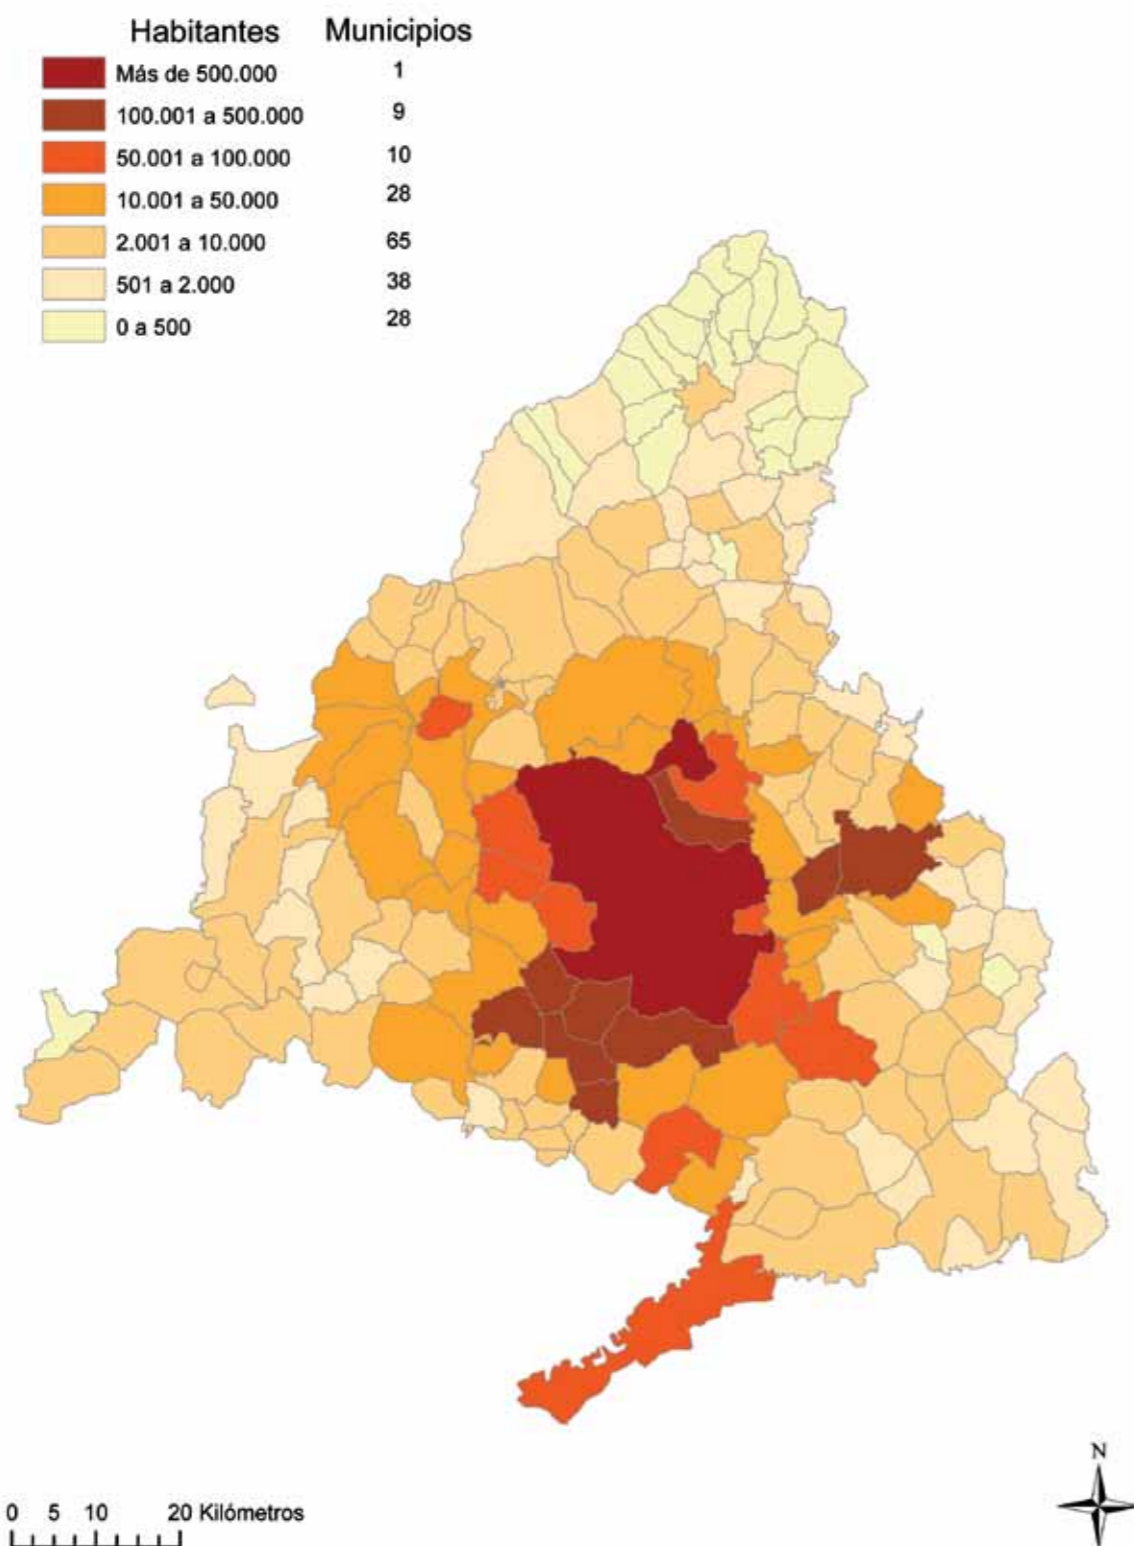 Habitantes Municipios
Más de 500.000 1
100.001 a 500.000 9
50.001 a 100.000 10
10.001 a 50.000 28
2.001 a 10.000 65
501 a 2.000 38
0 a 500 28
N
0 5 10 20 Kilómetros